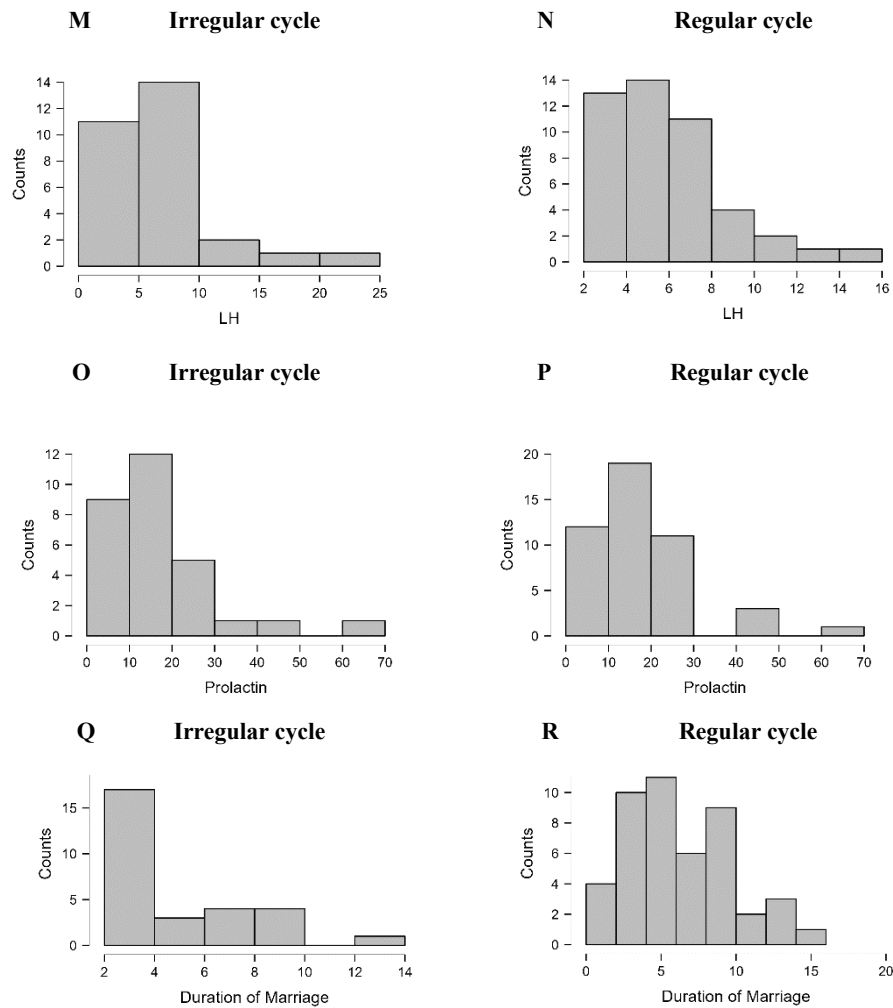 M Irregular cycle
N Regular cycle
14
12
10
8
6
4
2
0
Counts
0 5 10 15 20 25
LH
14
12
10
8
6
4
2
0
Counts
2 4 6 8 10 12 14 16
LH
O Irregular cycle
P Regular cycle
12
10
8
6
4
2
0
Counts
0 10 20 30 40 50 60 70
Prolactin
20
15
10
5
0
Counts
0 10 20 30 40 50 60 70
Prolactin
Q Irregular cycle
R Regular cycle
15
10
5
0
Counts
2 4 6 8 10 12 14
Duration of Marriage
10
8
6
4
2
0
Counts
0 5 10 15 20
Duration of Marriage